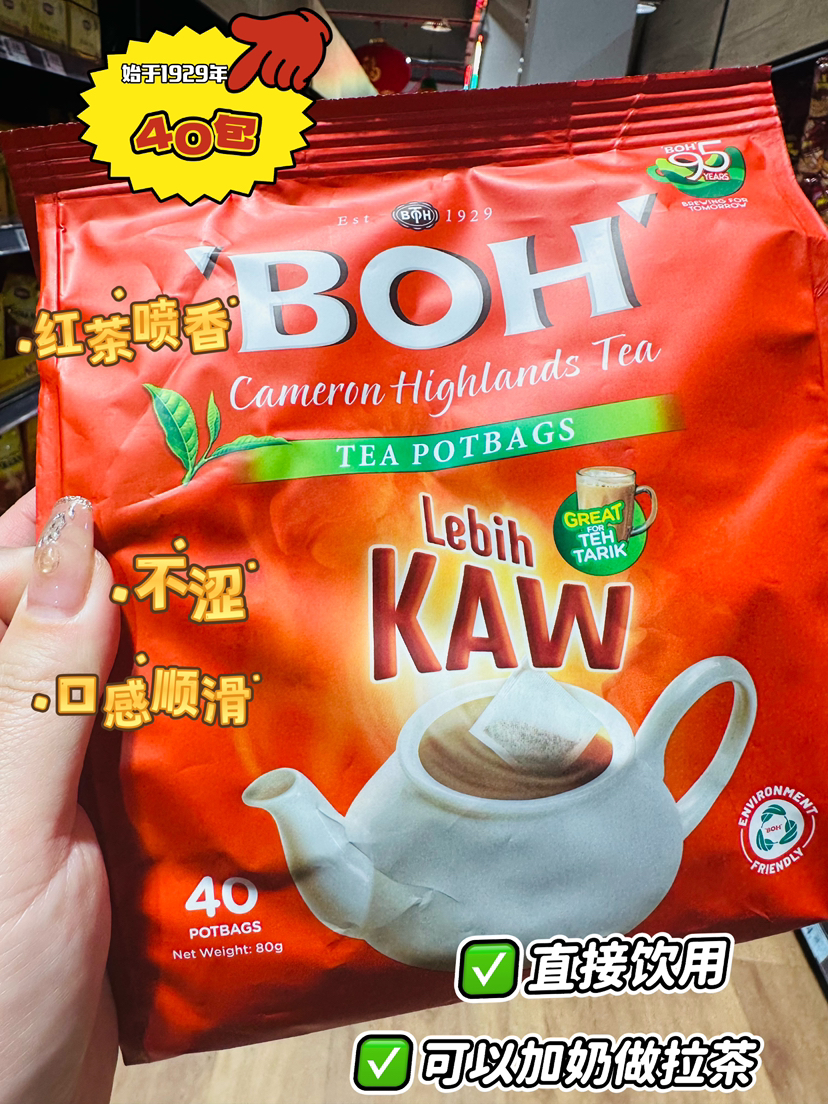 始于1929年
40包
'BOH 95
YEARS
BREWING FOR
TOMORROW
Est BOH 1929
'BOH'
Cameron Highlands Tea
红茶喷香
TEA POTBAGS
GREAT
FOR
TEH
TARIK
Lebih
KAW
不涩
口感顺滑
ENVIRONMENT
'BOH'
FRIENDLY
40
POTBAGS
Net Weight: 80g
直接饮用
可以加奶做拉茶